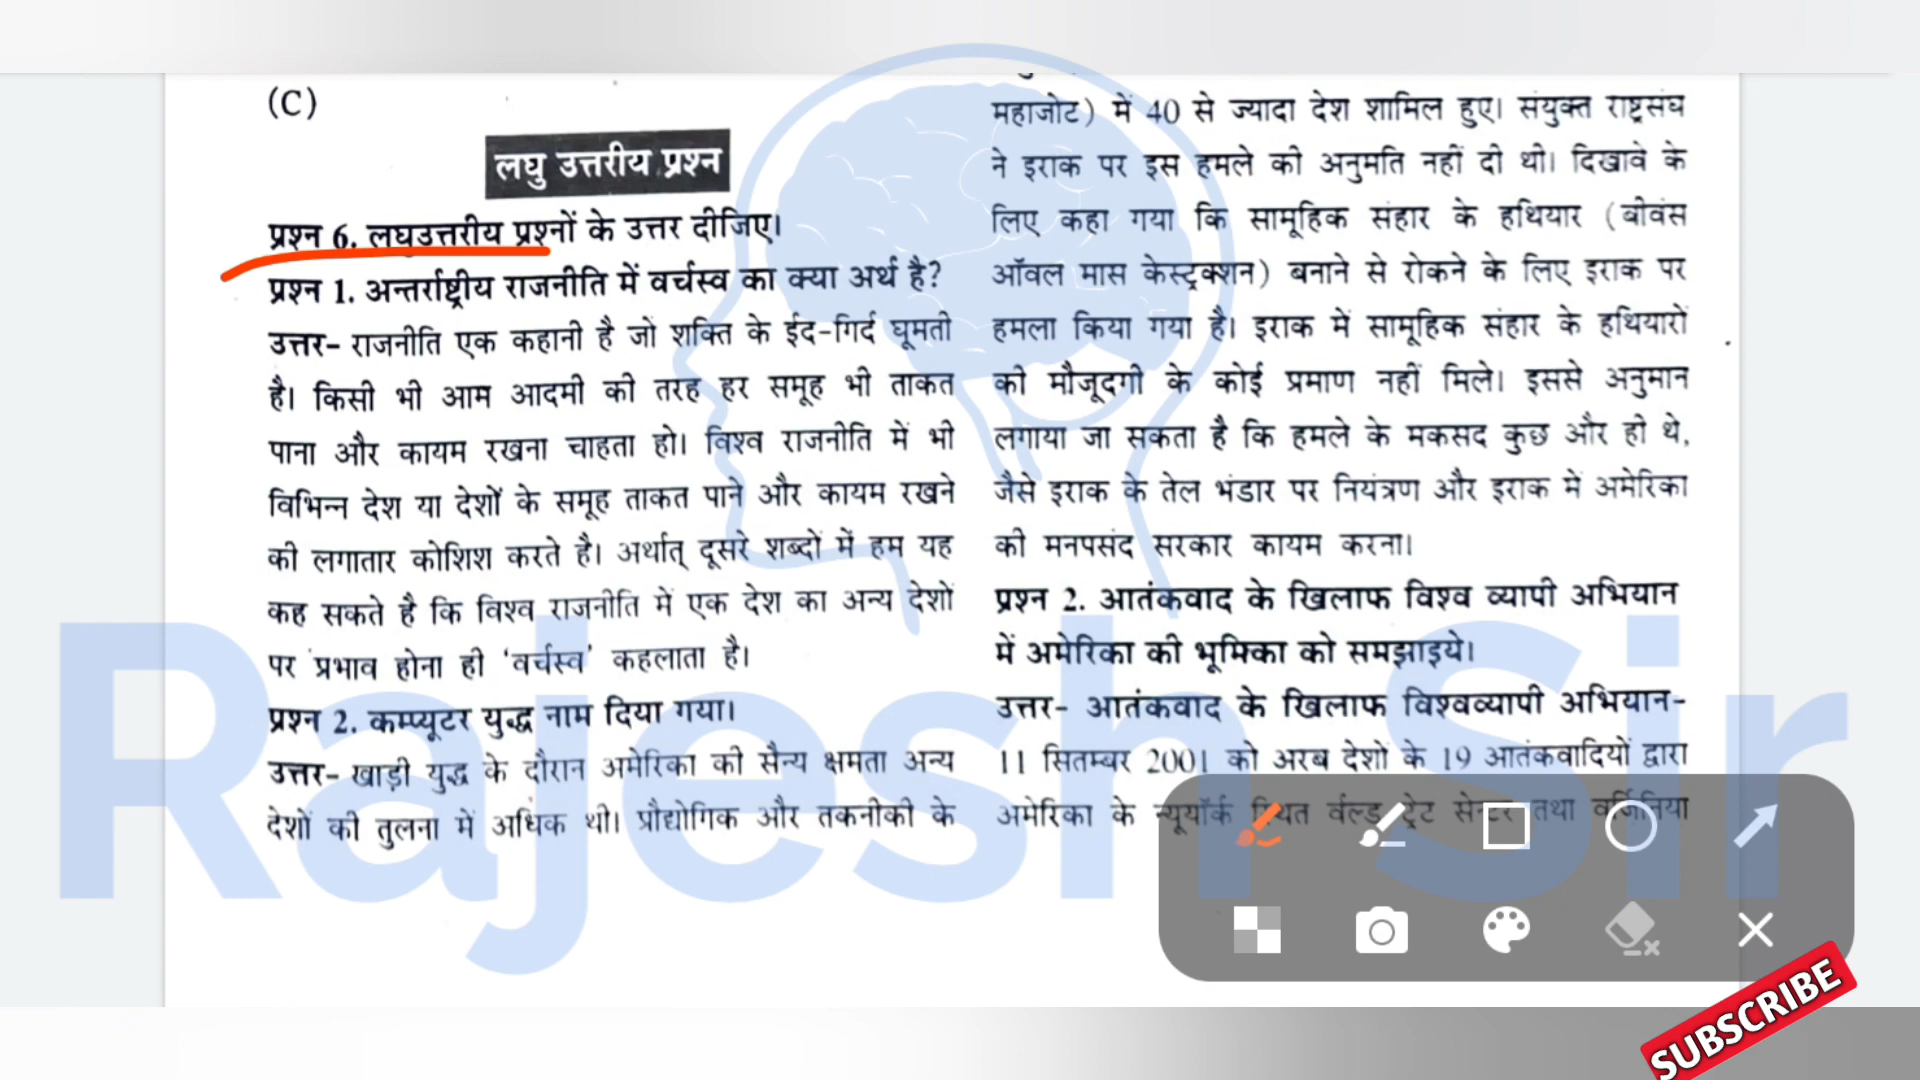 (C)
लघु उत्तरीय प्रश्न
प्रश्न 6. लघुउत्तरीय प्रश्नों के उत्तर दीजिए।
प्रश्न 1. अन्तर्राष्ट्रीय राजनीति में वर्चस्व का क्या अर्थ है?
उत्तर- राजनीति एक कहानी है जो शक्ति के ईद-गिर्द घूमती
है। किसी भी आम आदमी की तरह हर समूह भी ताकत
पाना और कायम रखना चाहता हो। विश्व राजनीति में भी
विभिन्न देश या देशों के समूह ताकत पाने और कायम रखने
की लगातार कोशिश करते है। अर्थात् दूसरे शब्दों में हम यह
कह सकते है कि विश्व राजनीति में एक देश का अन्य देशों
पर प्रभाव होना ही 'वर्चस्व' कहलाता है।
प्रश्न 2. कम्प्यूटर युद्ध नाम दिया गया।
उत्तर- खाड़ी युद्ध के दौरान अमेरिका की सैन्य क्षमता अन्य
देशों की तुलना में अधिक थी। प्रौद्योगिक और तकनीकी के
महाजोट) में 40 से ज्यादा देश शामिल हुए। संयुक्त राष्ट्रसंघ
ने इराक पर इस हमले की अनुमति नहीं दी थी। दिखावे के
लिए कहा गया कि सामूहिक संहार के हथियार (बीवंस
ऑवल मास केस्ट्रक्शन) बनाने से रोकने के लिए इराक पर
हमला किया गया है। इराक में सामूहिक संहार के हथियारों
की मौजूदगी के कोई प्रमाण नहीं मिले। इससे अनुमान
लगाया जा सकता है कि हमले के मकसद कुछ और ही थे,
जैसे इराक के तेल भंडार पर नियंत्रण और इराक में अमेरिका
की मनपसंद सरकार कायम करना।
प्रश्न 2. आतंकवाद के खिलाफ विश्व व्यापी अभियान
में अमेरिका की भूमिका को समझाइये।
उत्तर- आतंकवाद के खिलाफ विश्वव्यापी अभियान-
11 सितम्बर 2001 को अरब देशों के 19 आतंकवादियों द्वारा
अमेरिका के न्यूयॉर्क स्थित र्वल्ड ट्रेट सेन्टर तथा वर्जिनिया
Rajesh Sir
SUBSCRIBE